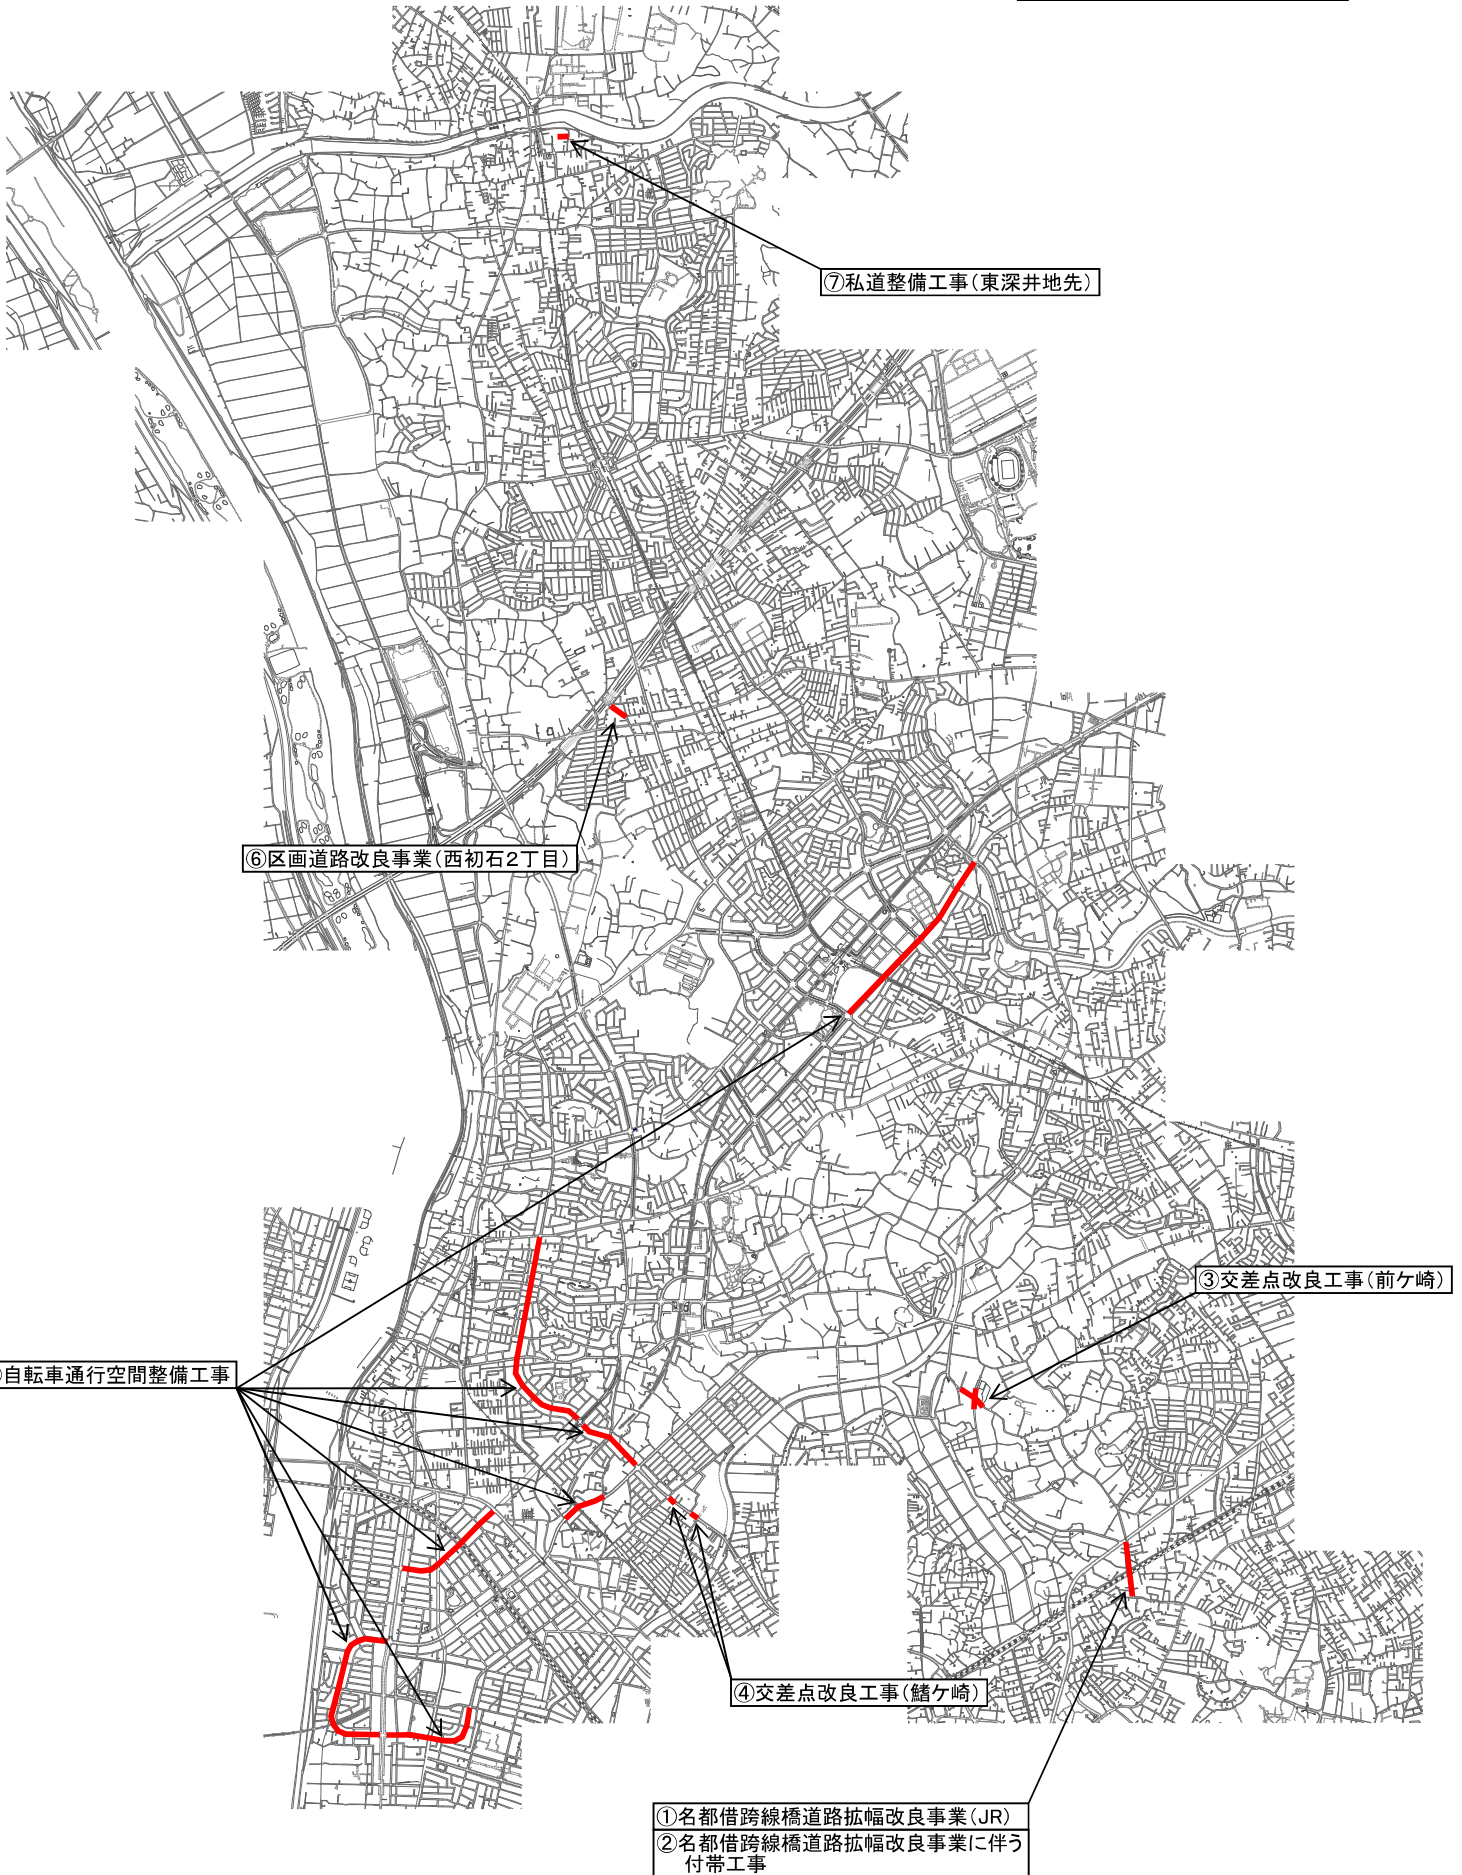 ⑦私道整備工事(東深井地先)
⑥区画道路改良事業(西初石2丁目)
③交差点改良工事(前ケ崎)
自転車通行空間整備工事
④交差点改良工事(鰭ケ崎)
①名都借跨線橋道路拡幅改良事業(JR)
②名都借跨線橋道路拡幅改良事業に伴う
付帯工事